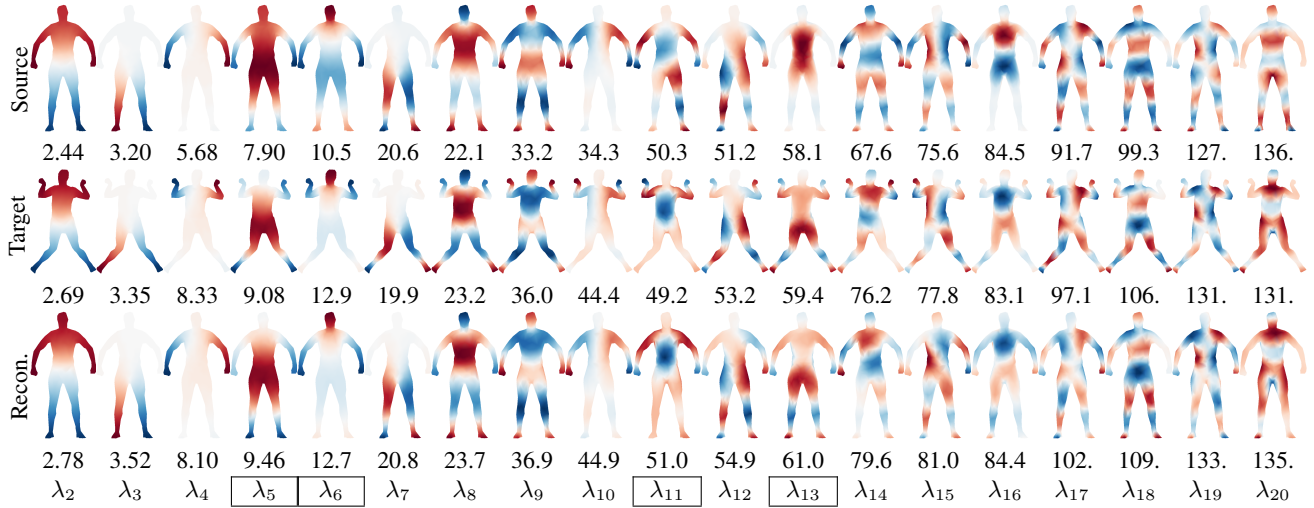 Source
2.44 3.20 5.68 7.90 10.5 20.6 22.1 33.2 34.3 50.3 51.2 58.1 67.6 75.6 84.5 91.7 99.3 127. 136.
Target
2.69 3.35 8.33 9.08 12.9 19.9 23.2 36.0 44.4 49.2 53.2 59.4 76.2 77.8 83.1 97.1 106. 131. 131.
Recon.
2.78 3.52 8.10 9.46 12.7 20.8 23.7 36.9 44.9 51.0 54.9 61.0 79.6 81.0 84.4 102. 109. 133. 135.
λ₂ λ₃ λ₄ λ₅ λ₆ λ₇ λ₈ λ₉ λ₁₀ λ₁₁ λ₁₂ λ₁₃ λ₁₄ λ₁₅ λ₁₆ λ₁₇ λ₁₈ λ₁₉ λ₂₀